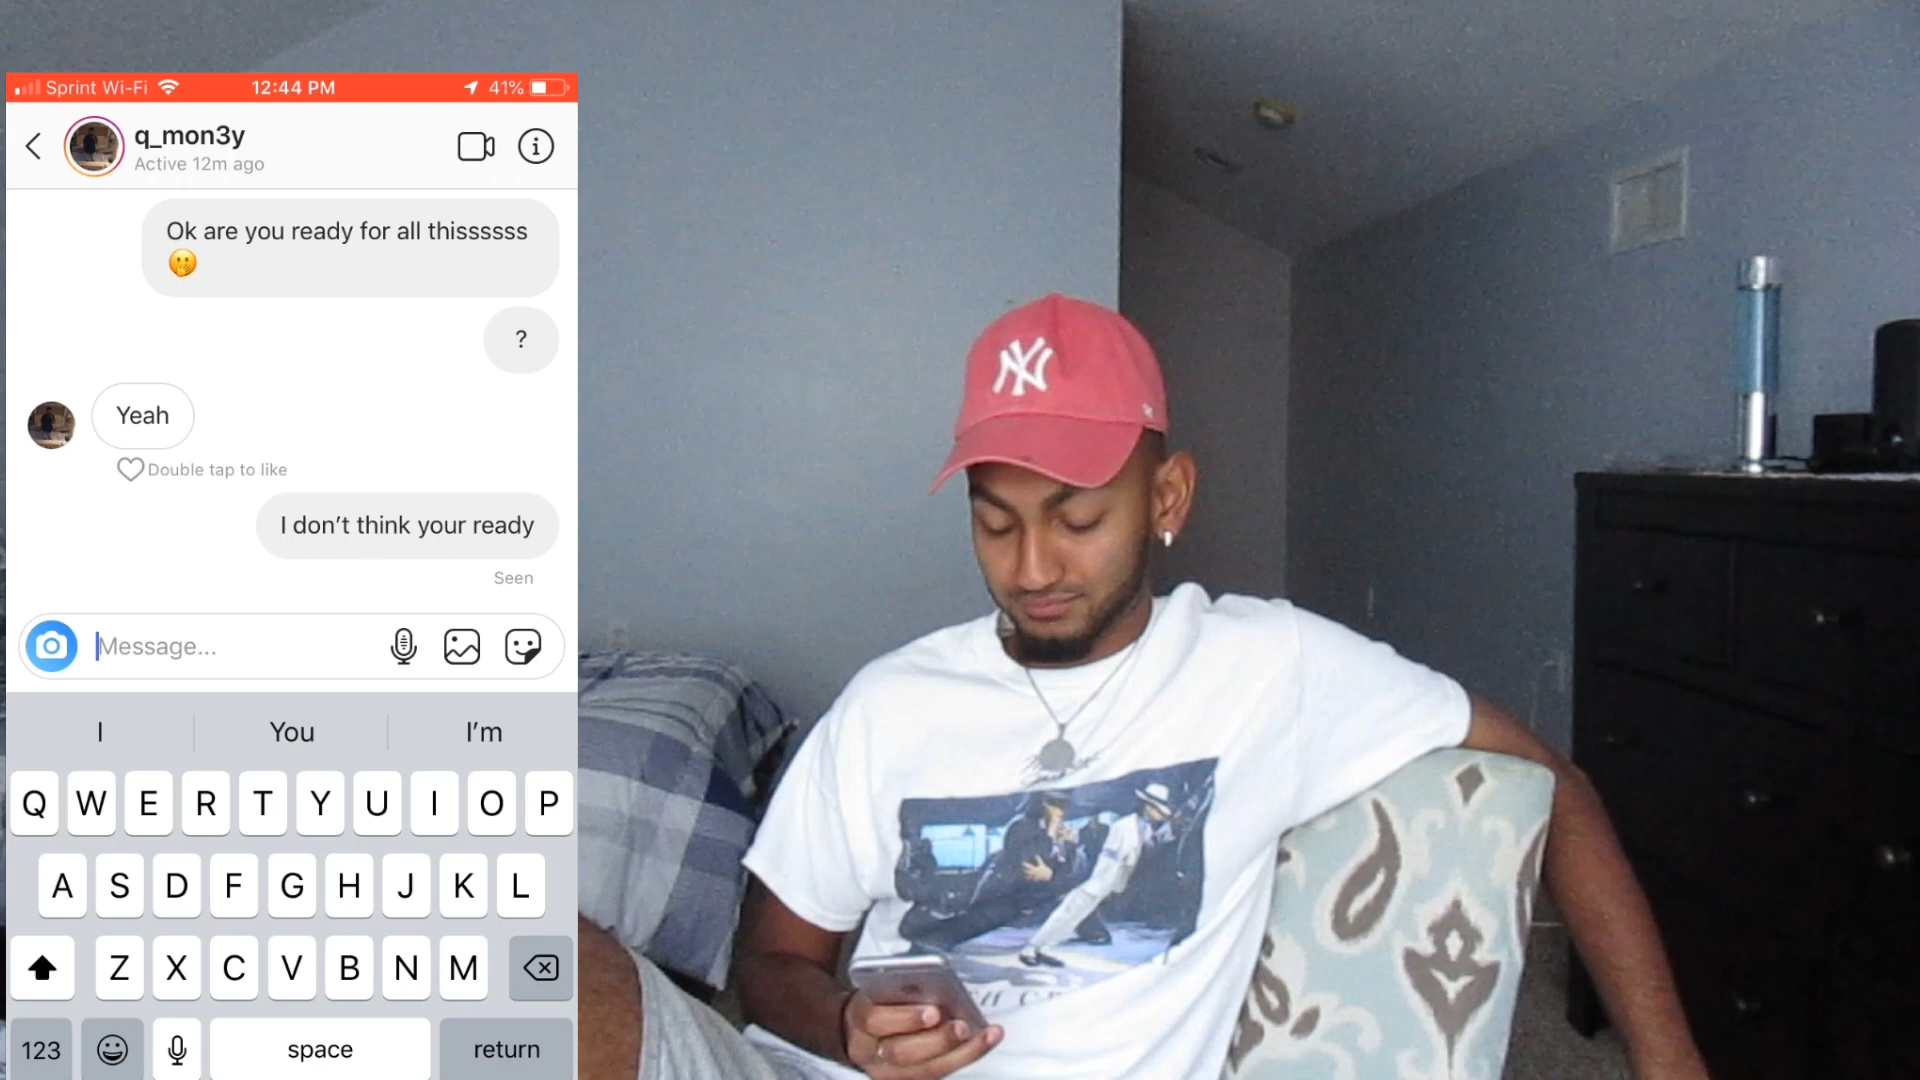 Sprint Wi-Fi 12:44 PM 41%
q_mon3y
Active 12m ago
Ok are you ready for all thissssss
🤭
?
Yeah
Double tap to like
I don’t think your ready
Seen
Message...
I You I’m
Q W E R T Y U I O P
A S D F G H J K L
Z X C V B N M
123 space return
NY